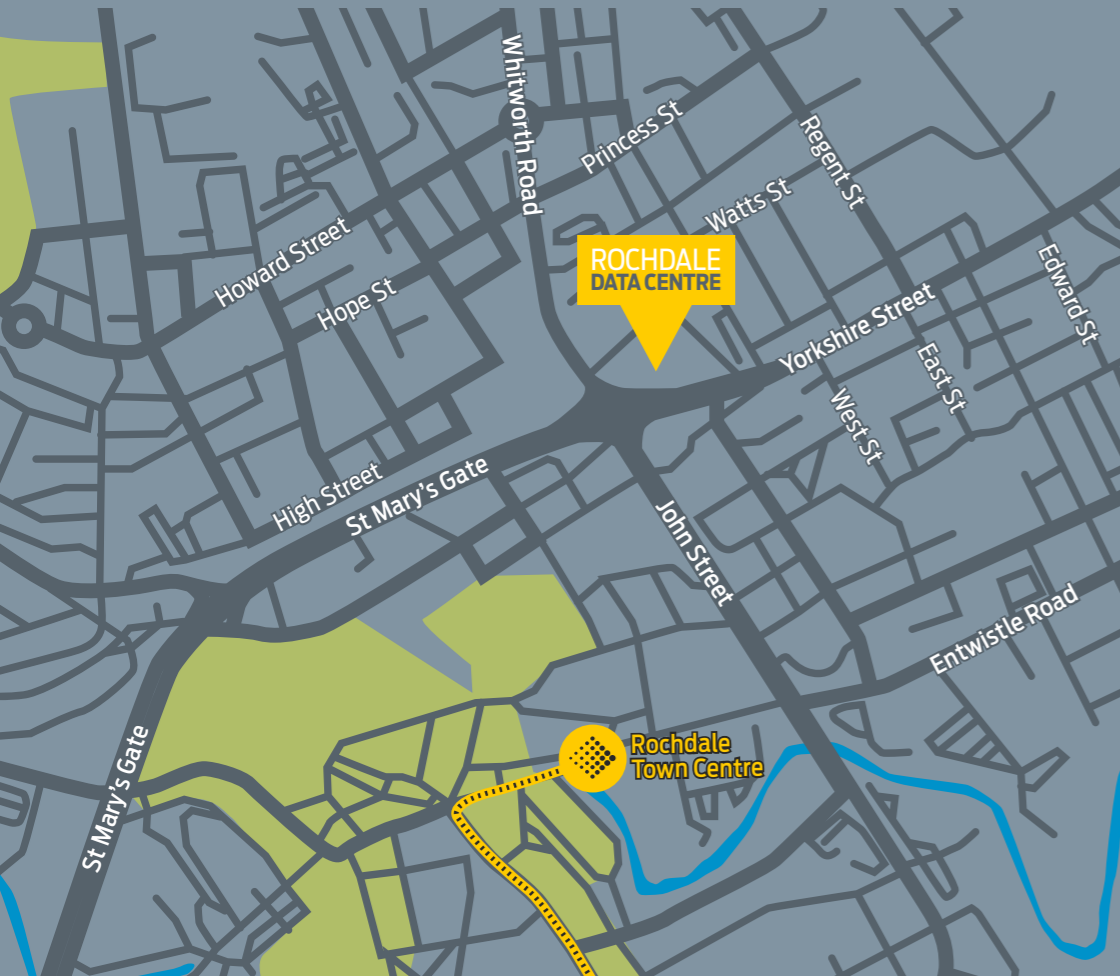 Whitworth Road
Princess St
Regent St
Watts St
Howard Street
Hope St
ROCHDALE
DATA CENTRE
Edward St
Yorkshire Street
East St
West St
High Street
St Mary's Gate
John Street
Entwistle Road
St Mary's Gate
Rochdale
Town Centre